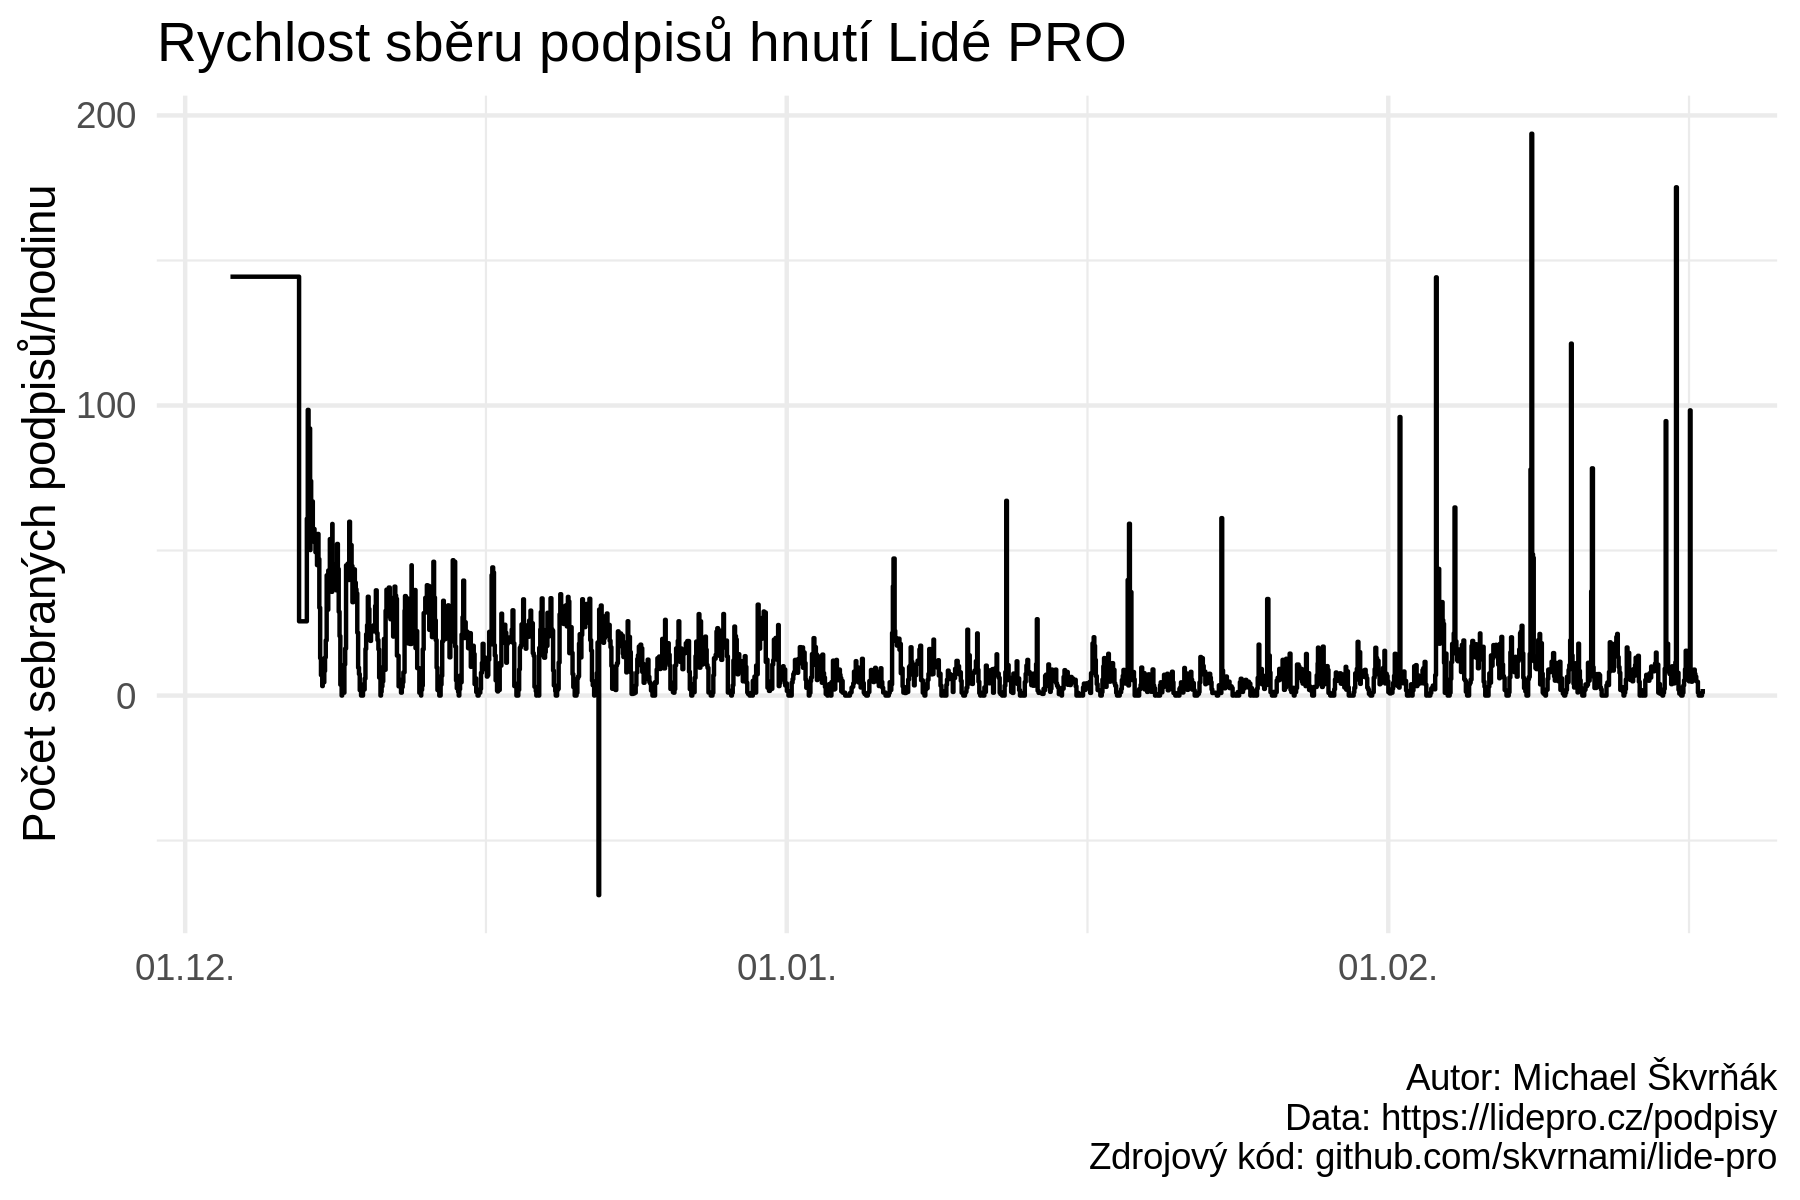 Rychlost sběru podpisů hnutí Lidé PRO
Počet sebraných podpisů/hodinu
200
100
0
01.12.
01.01.
01.02.
Autor: Michael Škvrňák
Data: https://lidepro.cz/podpisy
Zdrojový kód: github.com/skvrnami/lide-pro